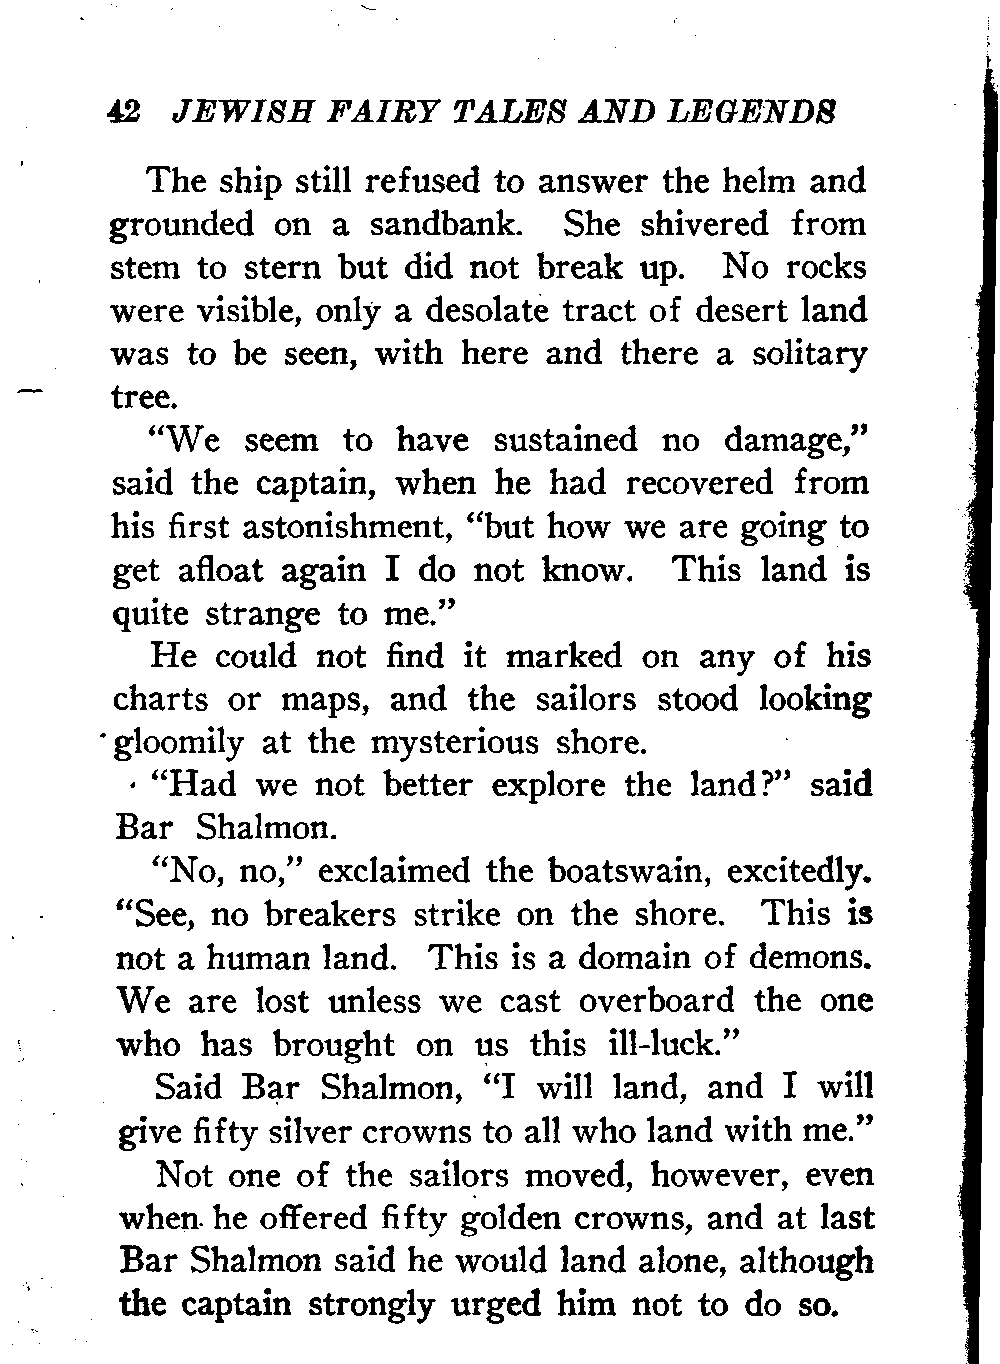 42 JEWISH FAIRY TALES AND LEGENDS
The ship still refused to answer the helm and
grounded on a sandbank. She shivered from
stem to stern but did not break up. No rocks
were visible, only a desolate tract of desert land
was to be seen, with here and there a solitary
tree.
“We seem to have sustained no damage,”
said the captain, when he had recovered from
his first astonishment, “but how we are going to
get afloat again I do not know. This land is
quite strange to me.”
He could not find it marked on any of his
charts or maps, and the sailors stood looking
gloomily at the mysterious shore.
“Had we not better explore the land?” said
Bar Shalmon.
“No, no,” exclaimed the boatswain, excitedly.
“See, no breakers strike on the shore. This is
not a human land. This is a domain of demons.
We are lost unless we cast overboard the one
who has brought on us this ill-luck.”
Said Bar Shalmon, “I will land, and I will
give fifty silver crowns to all who land with me.”
Not one of the sailors moved, however, even
when he offered fifty golden crowns, and at last
Bar Shalmon said he would land alone, although
the captain strongly urged him not to do so.